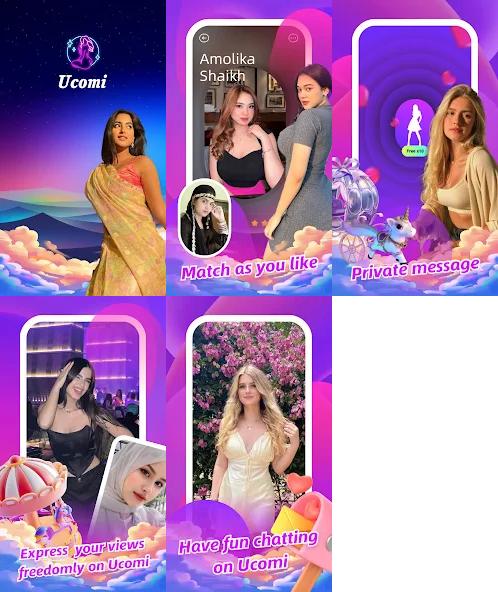 Ucomi
Amolika
Shaikh
Match as you like
Free x10
Private message
Express your views
freedomly on Ucomi
Have fun chatting
on Ucomi